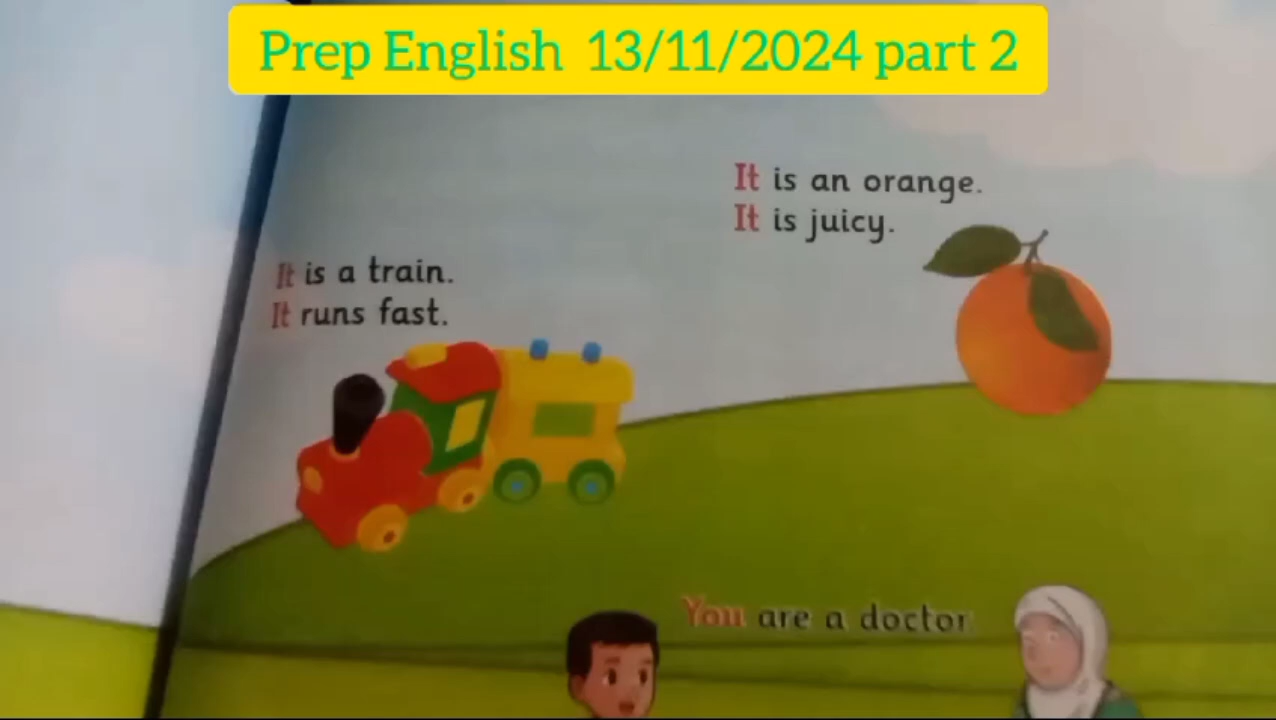 Prep English 13/11/2024 part 2
It is an orange.
It is juicy.
It is a train.
It runs fast.
You are a doctor